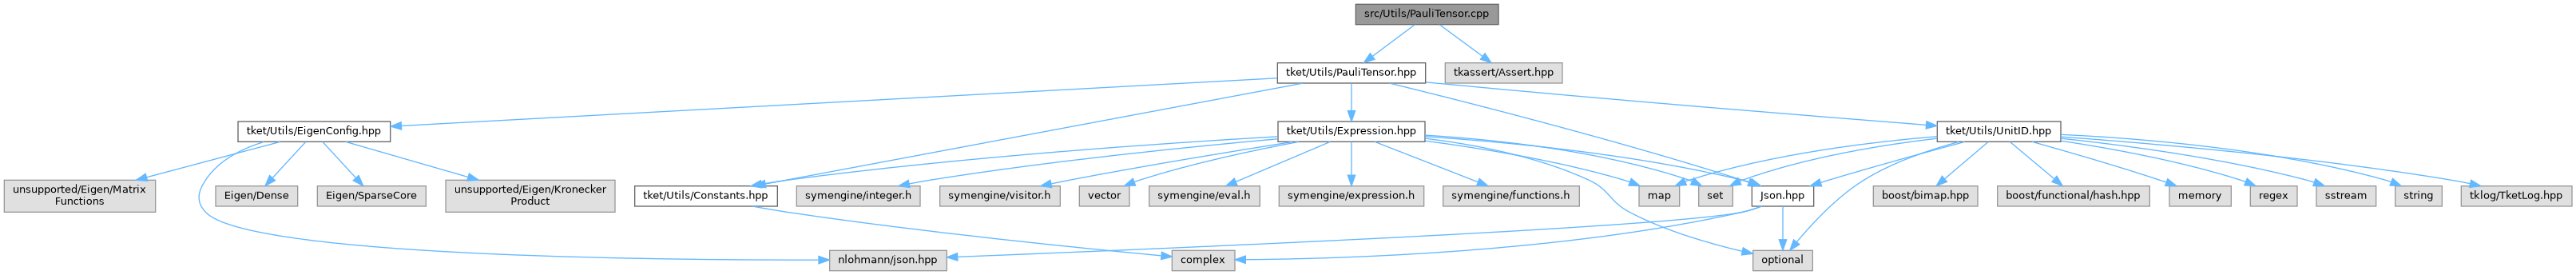 src/Utils/PauliTensor.cpp
tket/Utils/PauliTensor.hpp
tkassert/Assert.hpp
tket/Utils/EigenConfig.hpp
tket/Utils/Expression.hpp
tket/Utils/UnitID.hpp
unsupported/Eigen/Matrix
Functions
Eigen/Dense
Eigen/SparseCore
unsupported/Eigen/Kronecker
Product
tket/Utils/Constants.hpp
symengine/integer.h
symengine/visitor.h
vector
symengine/eval.h
symengine/expression.h
symengine/functions.h
map
set
Json.hpp
boost/bimap.hpp
boost/functional/hash.hpp
memory
regex
sstream
string
tklog/TketLog.hpp
nlohmann/json.hpp
complex
optional